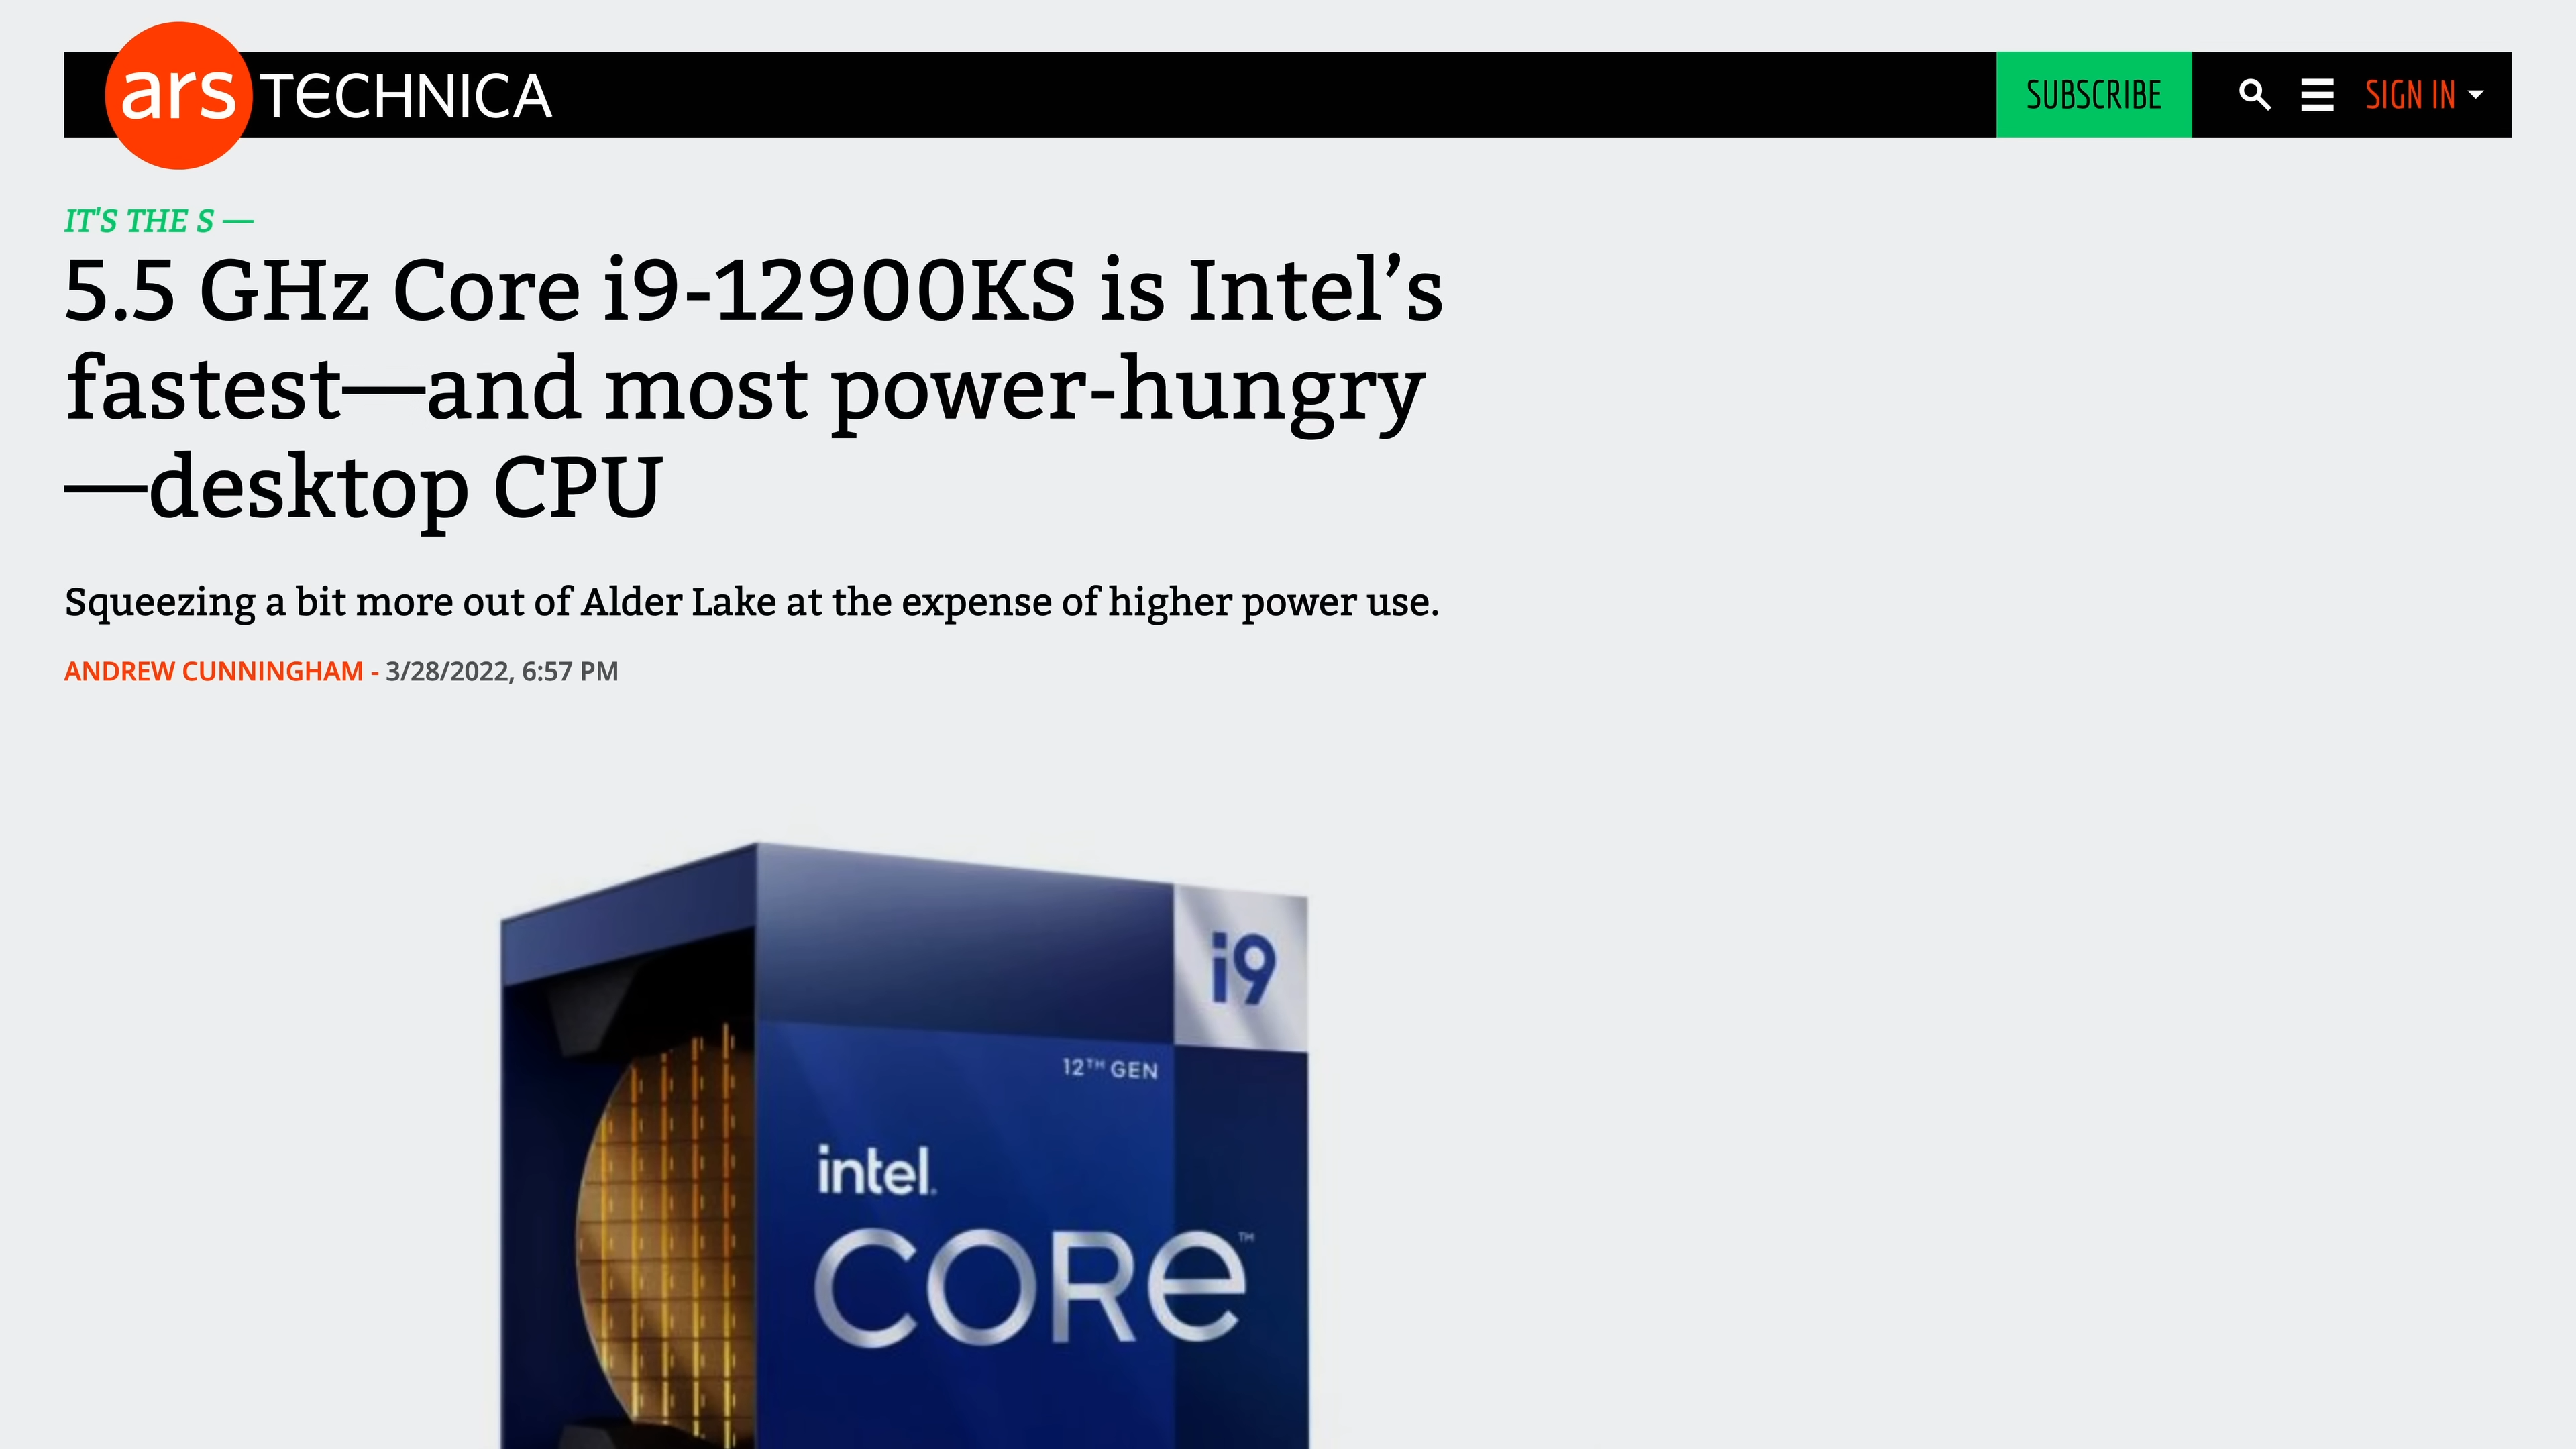 ars TECHNICA
SUBSCRIBE
SIGN IN
IT'S THE S —
5.5 GHz Core i9-12900KS is Intel’s
fastest—and most power-hungry
—desktop CPU
Squeezing a bit more out of Alder Lake at the expense of higher power use.
ANDREW CUNNINGHAM - 3/28/2022, 6:57 PM
i9
12TH GEN
intel.
CORe™